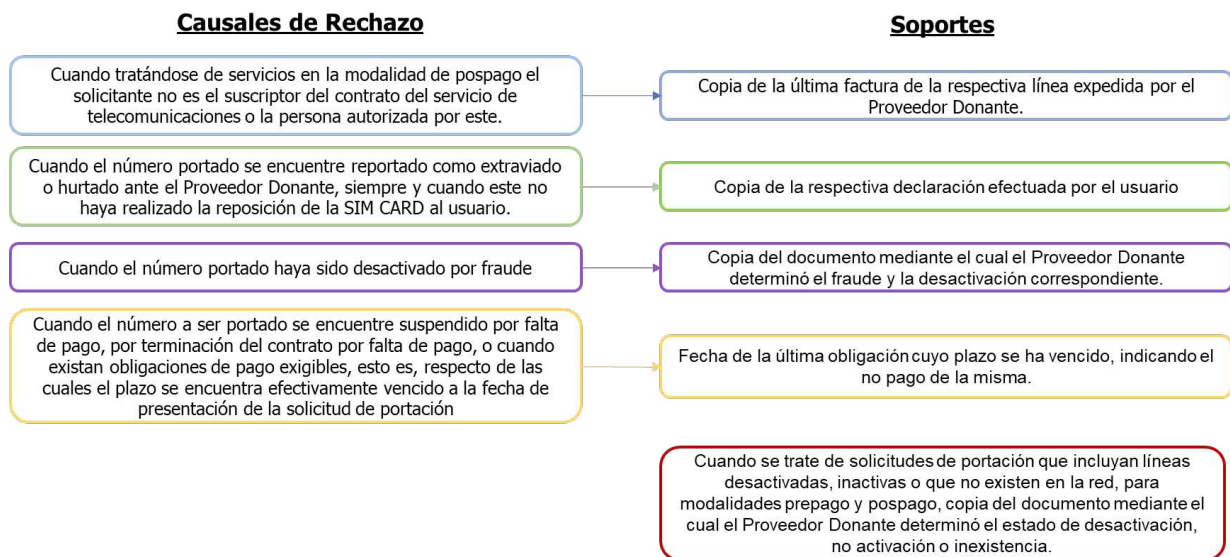 Causales de Rechazo
Soportes
Cuando tratándose de servicios en la modalidad de pospago el
solicitante no es el suscriptor del contrato del servicio de
telecomunicaciones o la persona autorizada por este.
Copia de la última factura de la respectiva línea expedida por el
Proveedor Donante.
Cuando el número portado se encuentre reportado como extraviado
o hurtado ante el Proveedor Donante, siempre y cuando este no
haya realizado la reposición de la SIM CARD al usuario.
Copia de la respectiva declaración efectuada por el usuario
Cuando el número portado haya sido desactivado por fraude
Copia del documento mediante el cual el Proveedor Donante
determinó el fraude y la desactivación correspondiente.
Cuando el número a ser portado se encuentre suspendido por falta
de pago, por terminación del contrato por falta de pago, o cuando
existan obligaciones de pago exigibles, esto es, respecto de las
cuales el plazo se encuentra efectivamente vencido a la fecha de
presentación de la solicitud de portación
Fecha de la última obligación cuyo plazo se ha vencido, indicando el
no pago de la misma.
Cuando se trate de solicitudes de portación que incluyan líneas
desactivadas, inactivas o que no existen en la red, para
modalidades prepago y pospago, copia del documento mediante el
cual el Proveedor Donante determinó el estado de desactivación,
no activación o inexistencia.